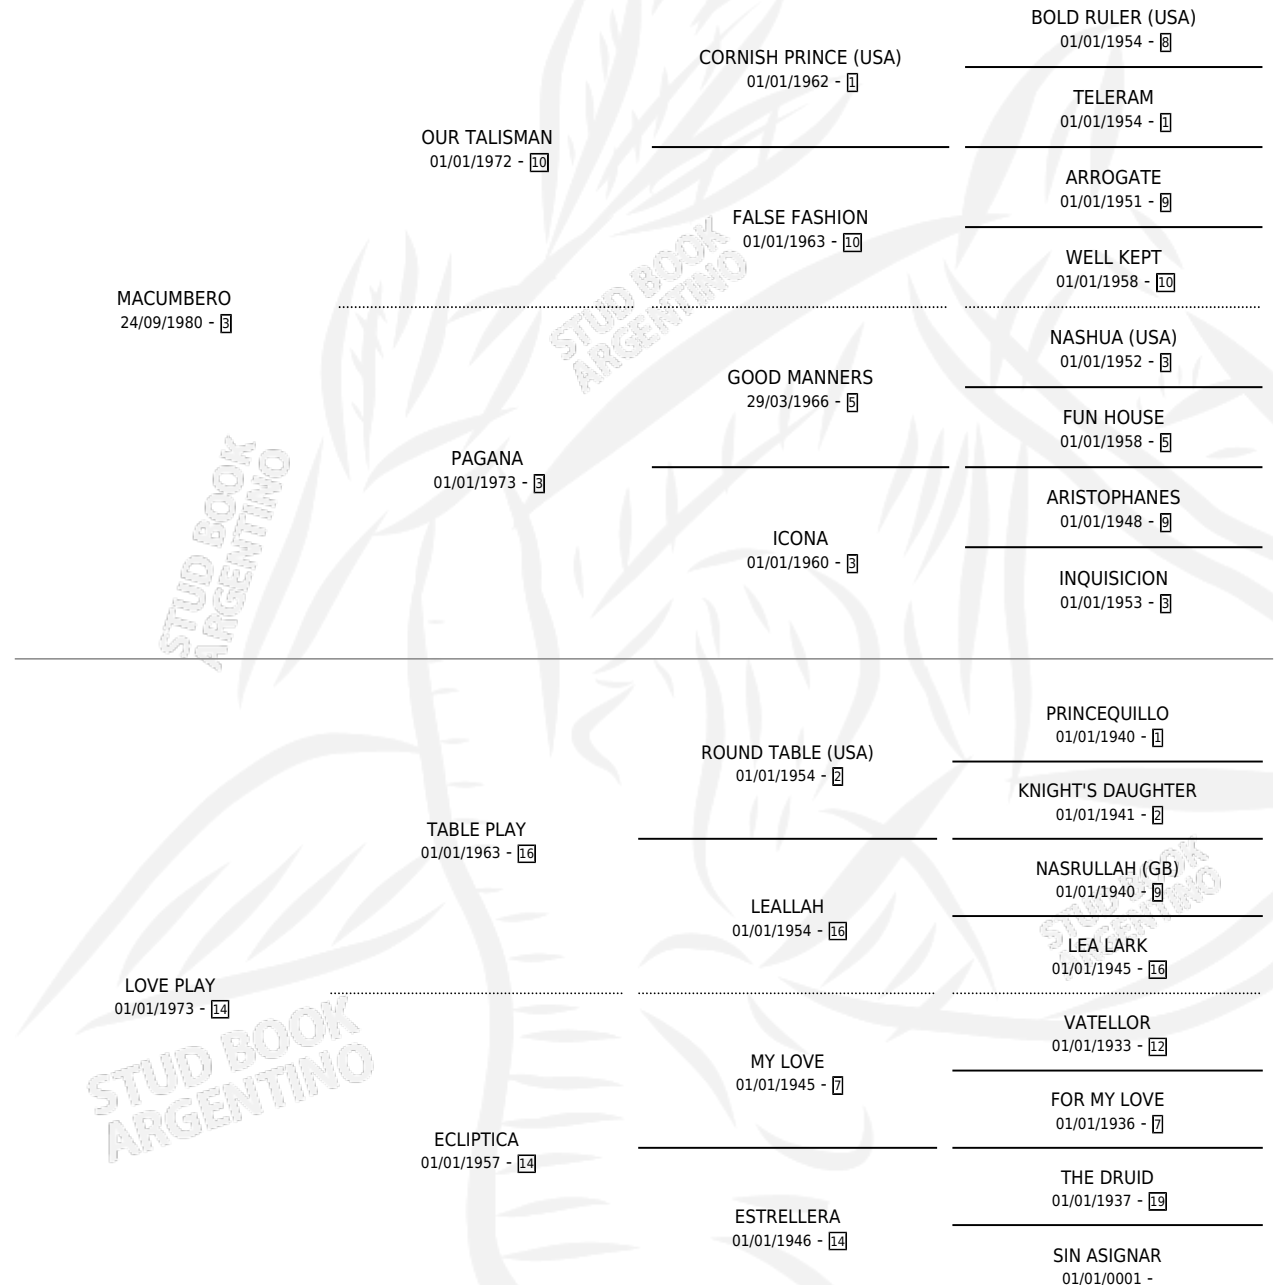 BOLD RULER (USA)
01/01/1954 - 8
CORNISH PRINCE (USA)
01/01/1962 - 1
TELERAM
01/01/1954 - 1
OUR TALISMAN
01/01/1972 - 10
ARROGATE
01/01/1951 - 9
FALSE FASHION
01/01/1963 - 10
WELL KEPT
01/01/1958 - 10
MACUMBERO
24/09/1980 - 3
STUD BOOK
ARGENTINO
NASHUA (USA)
01/01/1952 - 3
GOOD MANNERS
29/03/1966 - 5
FUN HOUSE
01/01/1958 - 5
PAGANA
01/01/1973 - 3
ARISTOPHANES
01/01/1948 - 9
ICONA
01/01/1960 - 3
INQUISICION
01/01/1953 - 3
STUD BOOK
ARGENTINO
PRINCEQUILLO
01/01/1940 - 1
ROUND TABLE (USA)
01/01/1954 - 2
KNIGHT'S DAUGHTER
01/01/1941 - 2
TABLE PLAY
01/01/1963 - 16
NASRULLAH (GB)
01/01/1940 - 9
LEALLAH
01/01/1954 - 16
LEA LARK
01/01/1945 - 16
STUD BOOK
ARGENTINO
LOVE PLAY
01/01/1973 - 14
VATELLOR
01/01/1933 - 12
MY LOVE
01/01/1945 - 7
FOR MY LOVE
01/01/1936 - 7
STUD BOOK
ARGENTINO
ECLIPTICA
01/01/1957 - 14
THE DRUID
01/01/1937 - 19
ESTRELLERA
01/01/1946 - 14
SIN ASIGNAR
01/01/0001 -